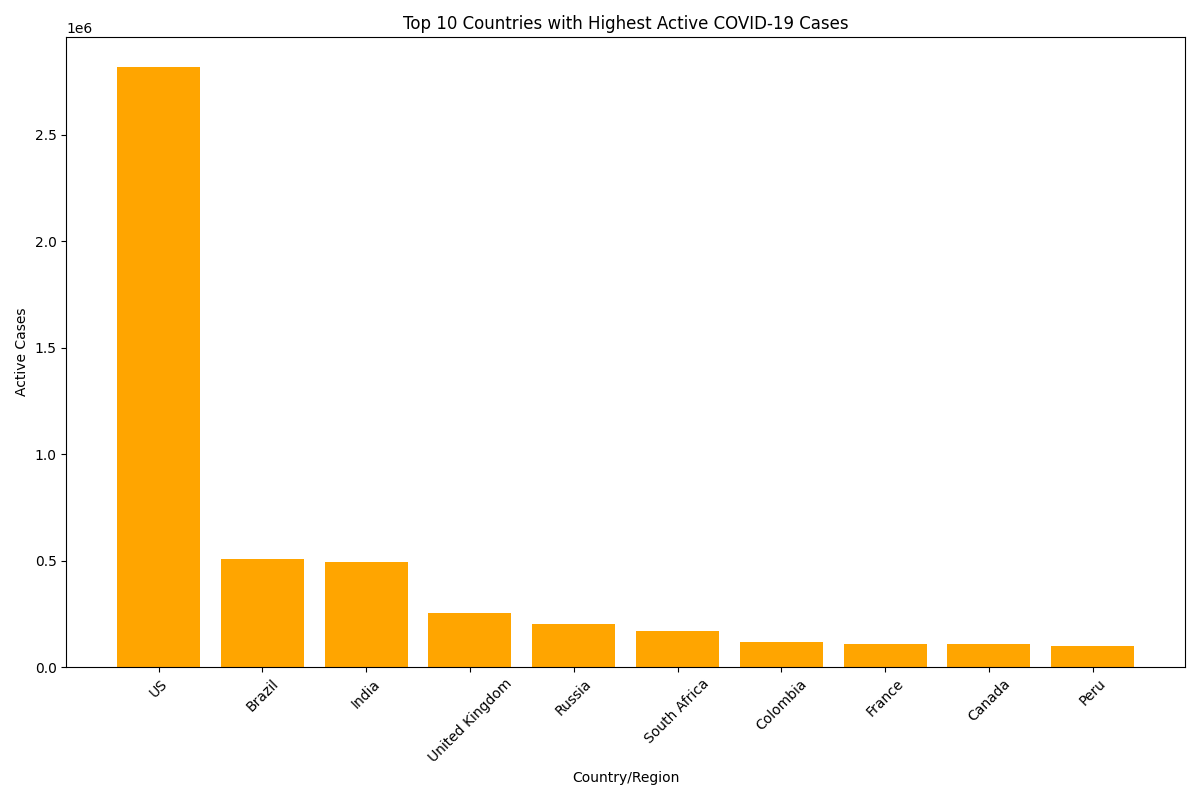 Top 10 Countries with Highest Active COVID-19 Cases
1e6
2.5
2.0
1.5
1.0
0.5
0.0
Active Cases
US
Brazil
India
United Kingdom
Russia
South Africa
Colombia
France
Canada
Peru
Country/Region